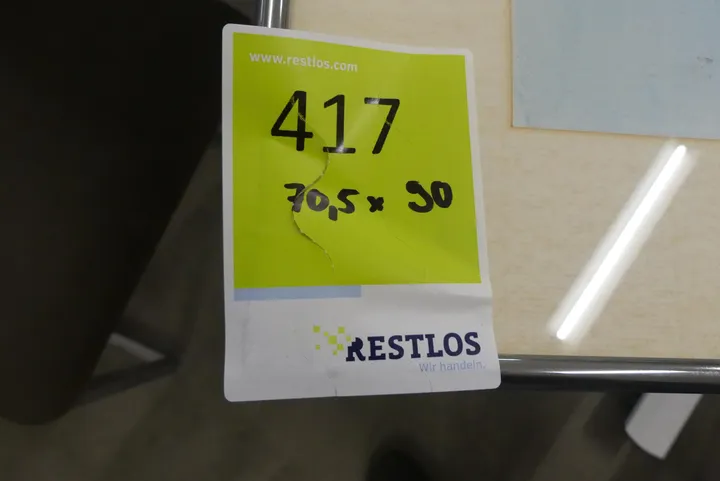 www.restlos.com
417
70,5 x 90
RESTLOS
Wir handeln.